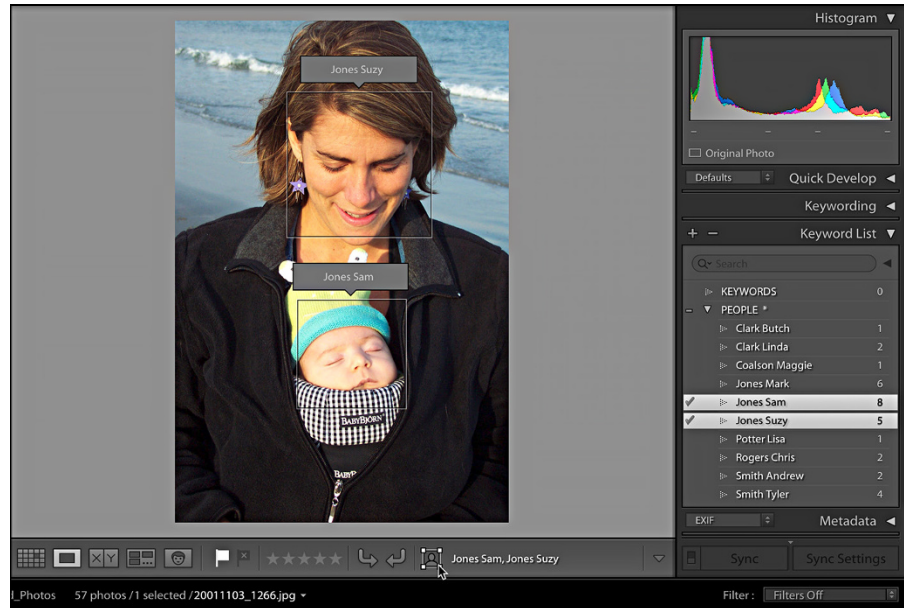 Histogram
Original Photo
Defaults
Quick Develop
Keywording
Keyword List
Search
KEYWORDS 0
PEOPLE *
Clark Butch 1
Clark Linda 2
Coalson Maggie 1
Jones Mark 6
Jones Sam 8
Jones Suzy 5
Potter Lisa 1
Rogers Chris 2
Smith Andrew 2
Smith Tyler 4
EXIF
Metadata
Sync
Sync Settings
Jones Suzy
Jones Sam
BABYBJÖRN
XY
Jones Sam, Jones Suzy
d_Photos 57 photos /1 selected /20011103_1266.jpg
Filter : Filters Off